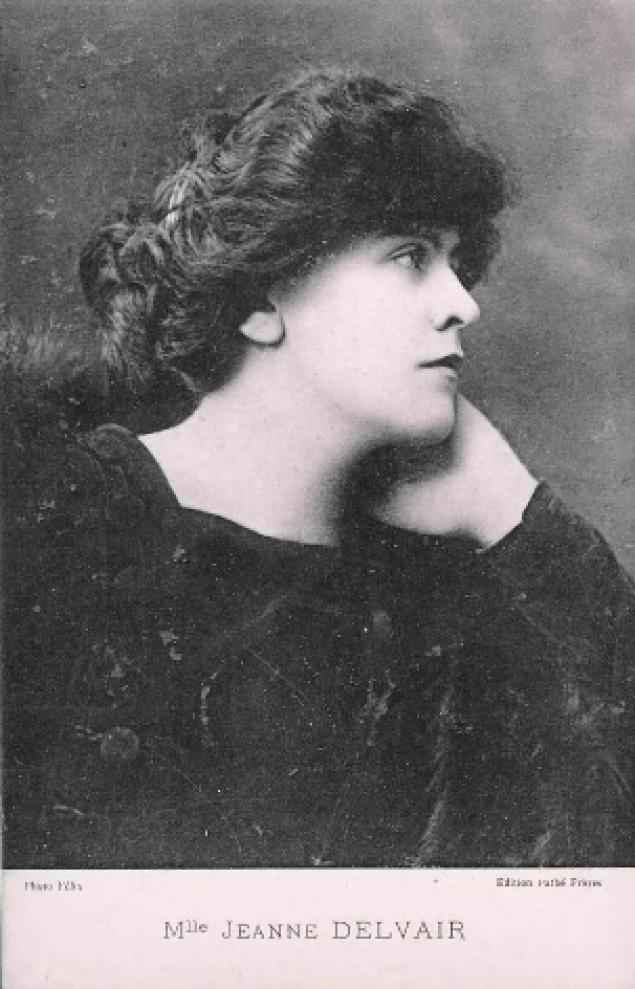 Photo Félix
Edition Pathé Frères
Mlle JEANNE DELVAIR